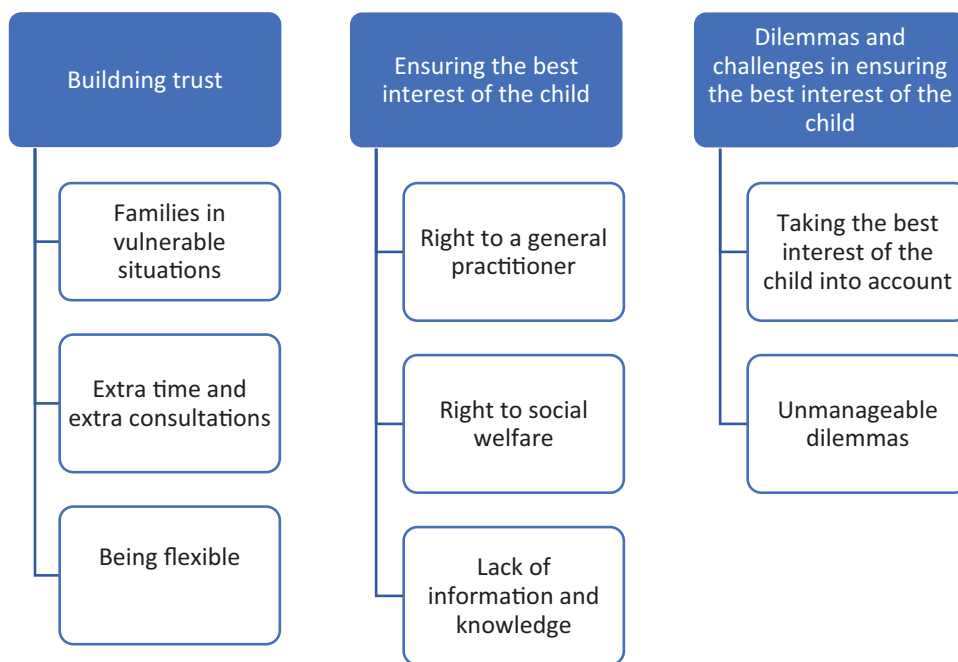 Buildning trust
Families in
vulnerable
situations
Extra time and
extra consultations
Being flexible
Ensuring the best
interest of the child
Right to a general
practitioner
Right to social
welfare
Lack of
information and
knowledge
Dilemmas and
challenges in ensuring
the best interest of the
child
Taking the best
interest of the
child into account
Unmanageable
dilemmas